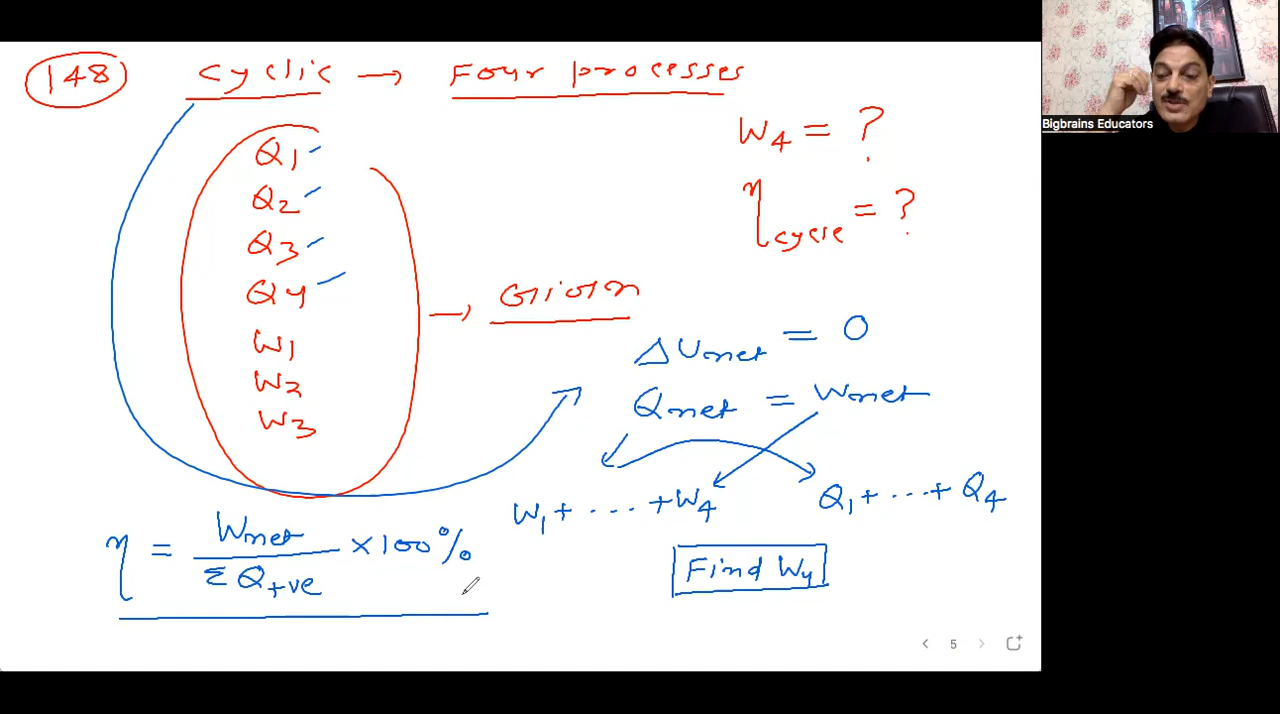 148 cyclic → Four processes
Q1
Q2
Q3
Q4
W1
W2
W3
→ Given
W4 = ?
η cycle = ?
ΔUnet = 0
Qnet = Wnet
W1 + ... + W4
Q1 + ... + Q4
η = Wnet / ΣQ+ve × 100%
Find W4
Bigbrains Educators
5